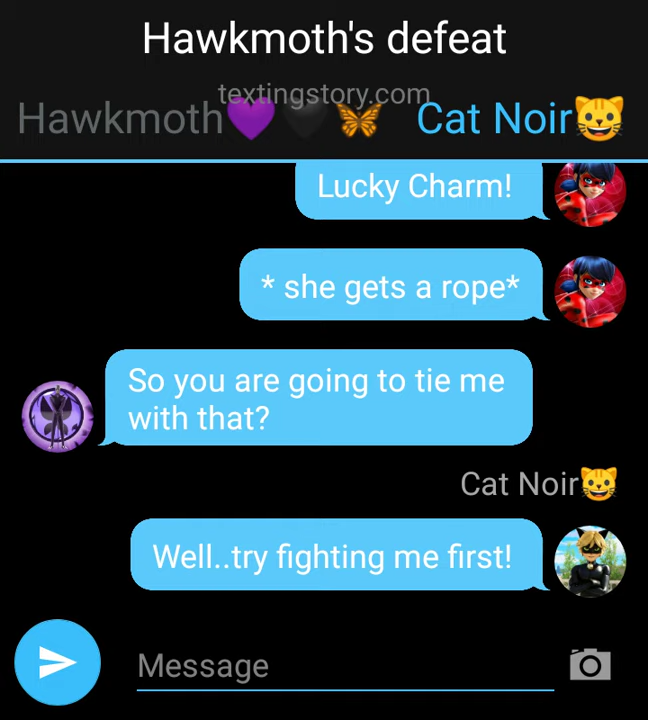 Hawkmoth's defeat
textingstory.com
Hawkmoth💜🖤🦋 Cat Noir😺
Lucky Charm!
* she gets a rope*
So you are going to tie me
with that?
Cat Noir😺
Well..try fighting me first!
Message